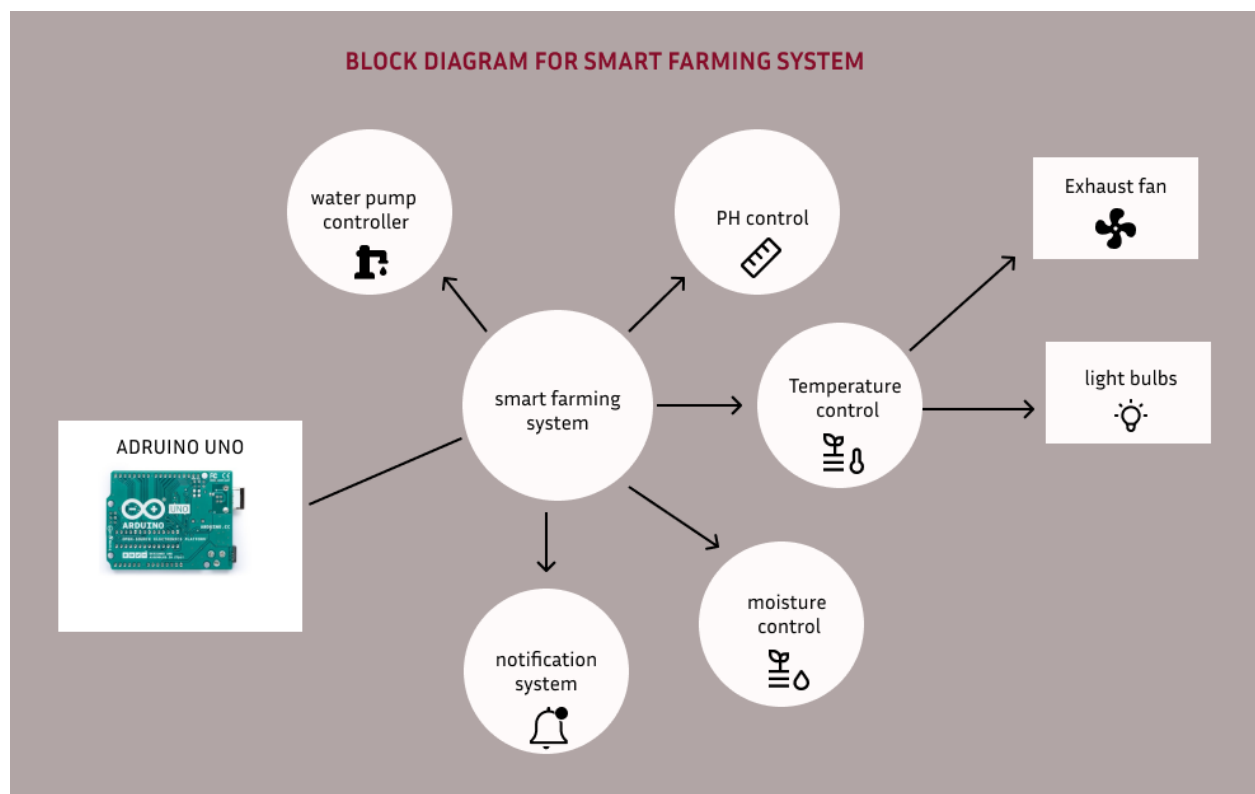 BLOCK DIAGRAM FOR SMART FARMING SYSTEM
water pump
controller
PH control
Exhaust fan
smart farming
system
Temperature
control
light bulbs
ADRUINO UNO
UNO
ARDUINO
moisture
control
notification
system